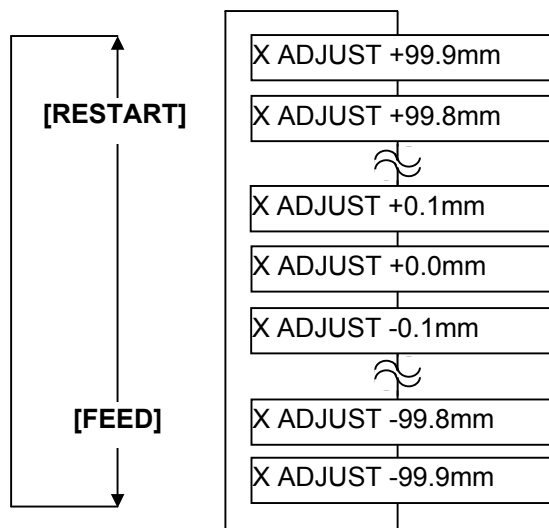 X ADJUST +99.9mm
[RESTART]
X ADJUST +99.8mm
X ADJUST +0.1mm
X ADJUST +0.0mm
X ADJUST -0.1mm
[FEED]
X ADJUST -99.8mm
X ADJUST -99.9mm